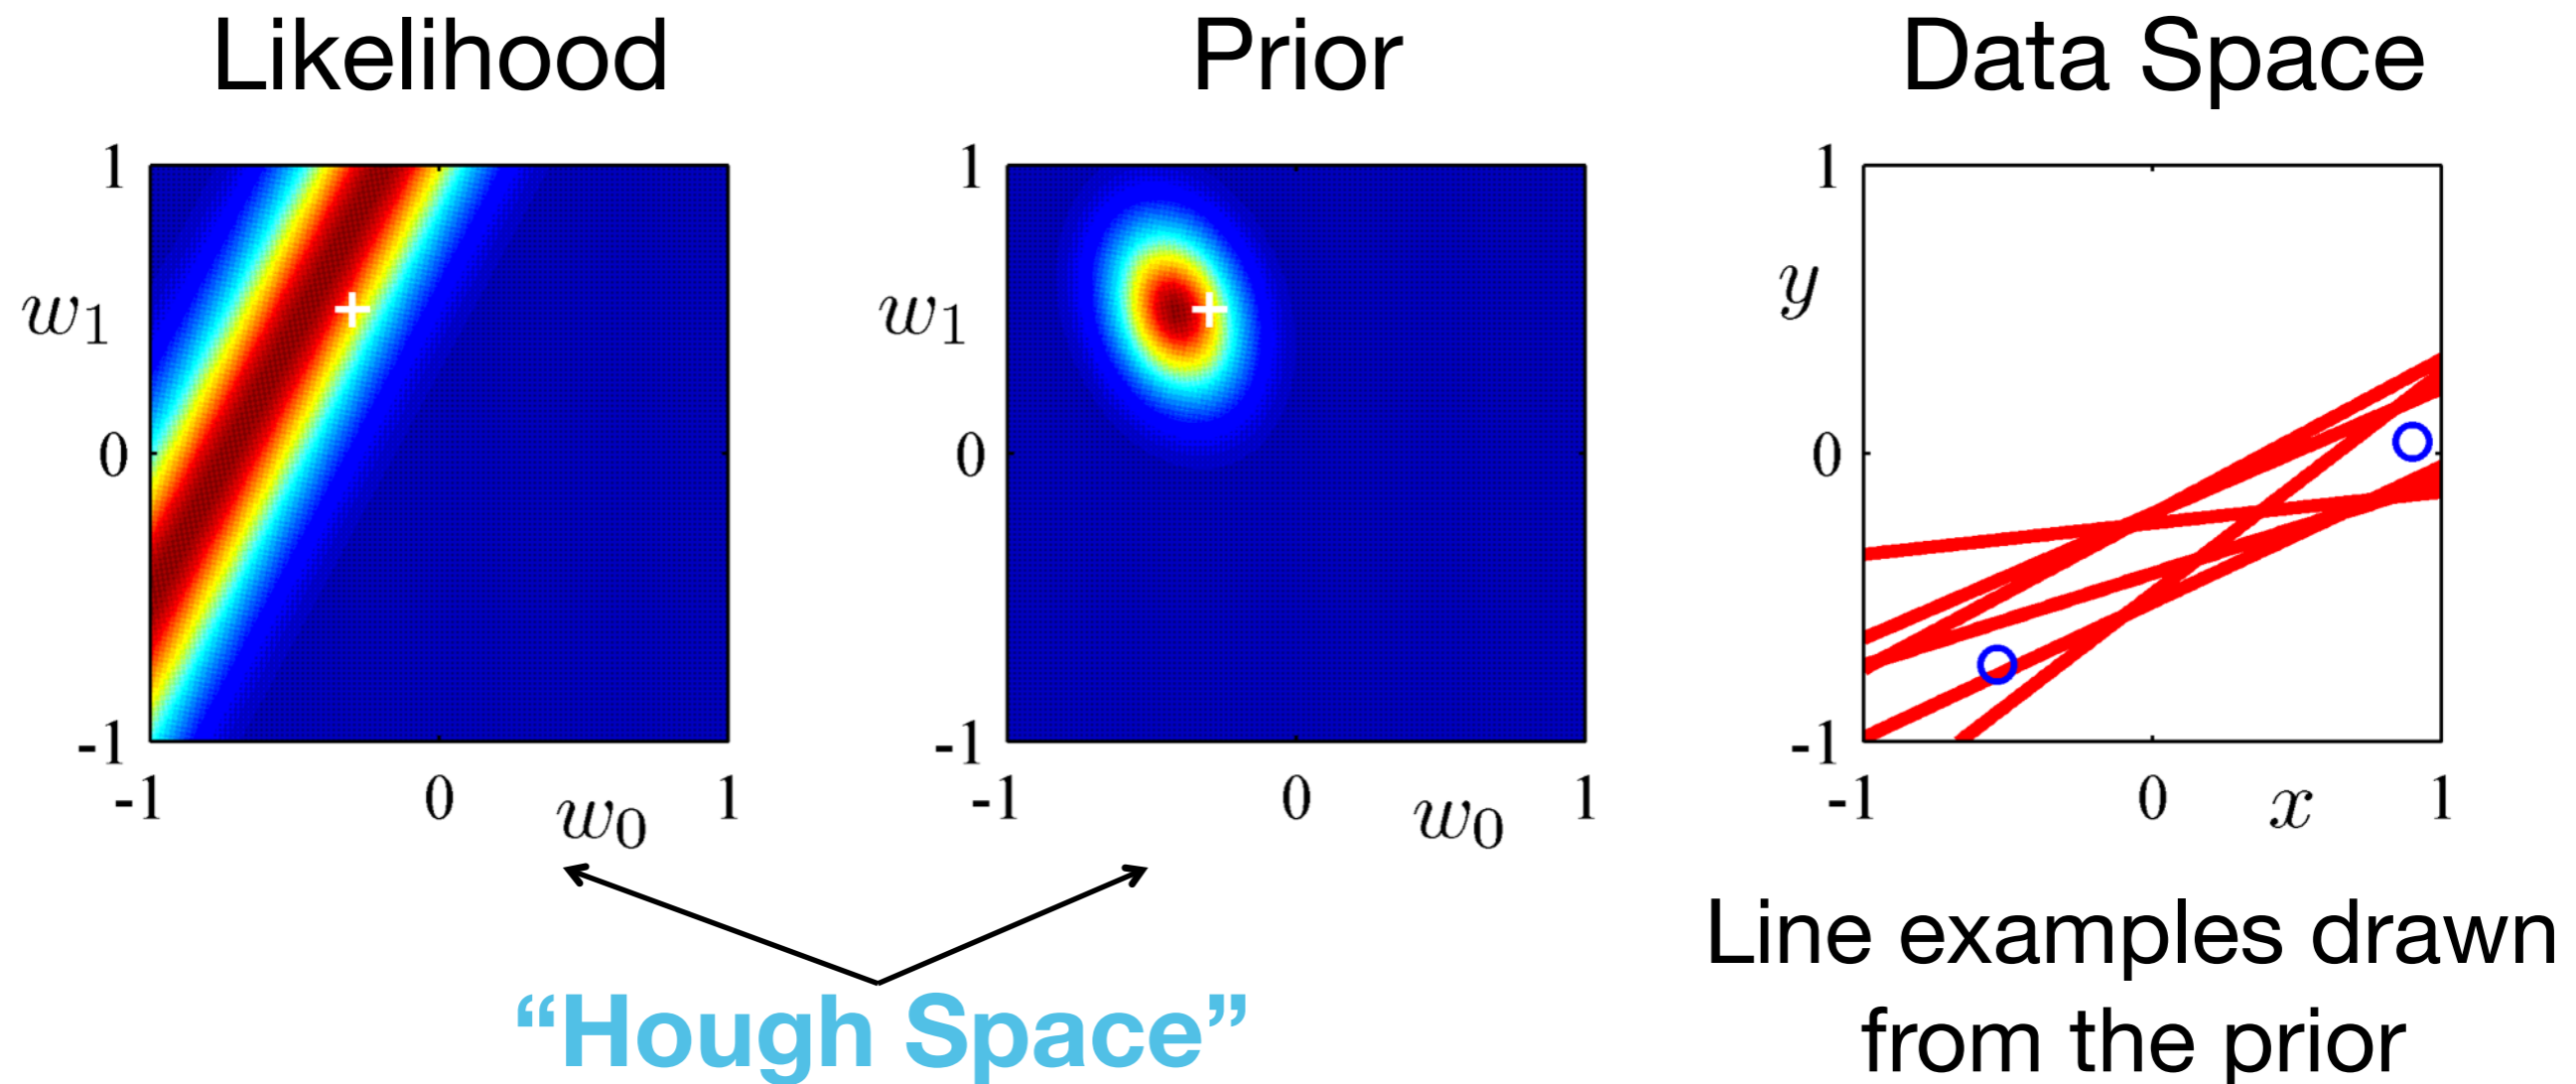 Likelihood
Prior
Data Space
1
w₁
0
-1
-1
0
w₀
1
1
w₁
0
-1
-1
0
w₀
1
1
y
0
-1
-1
0
x
1
“Hough Space”
Line examples drawn
from the prior